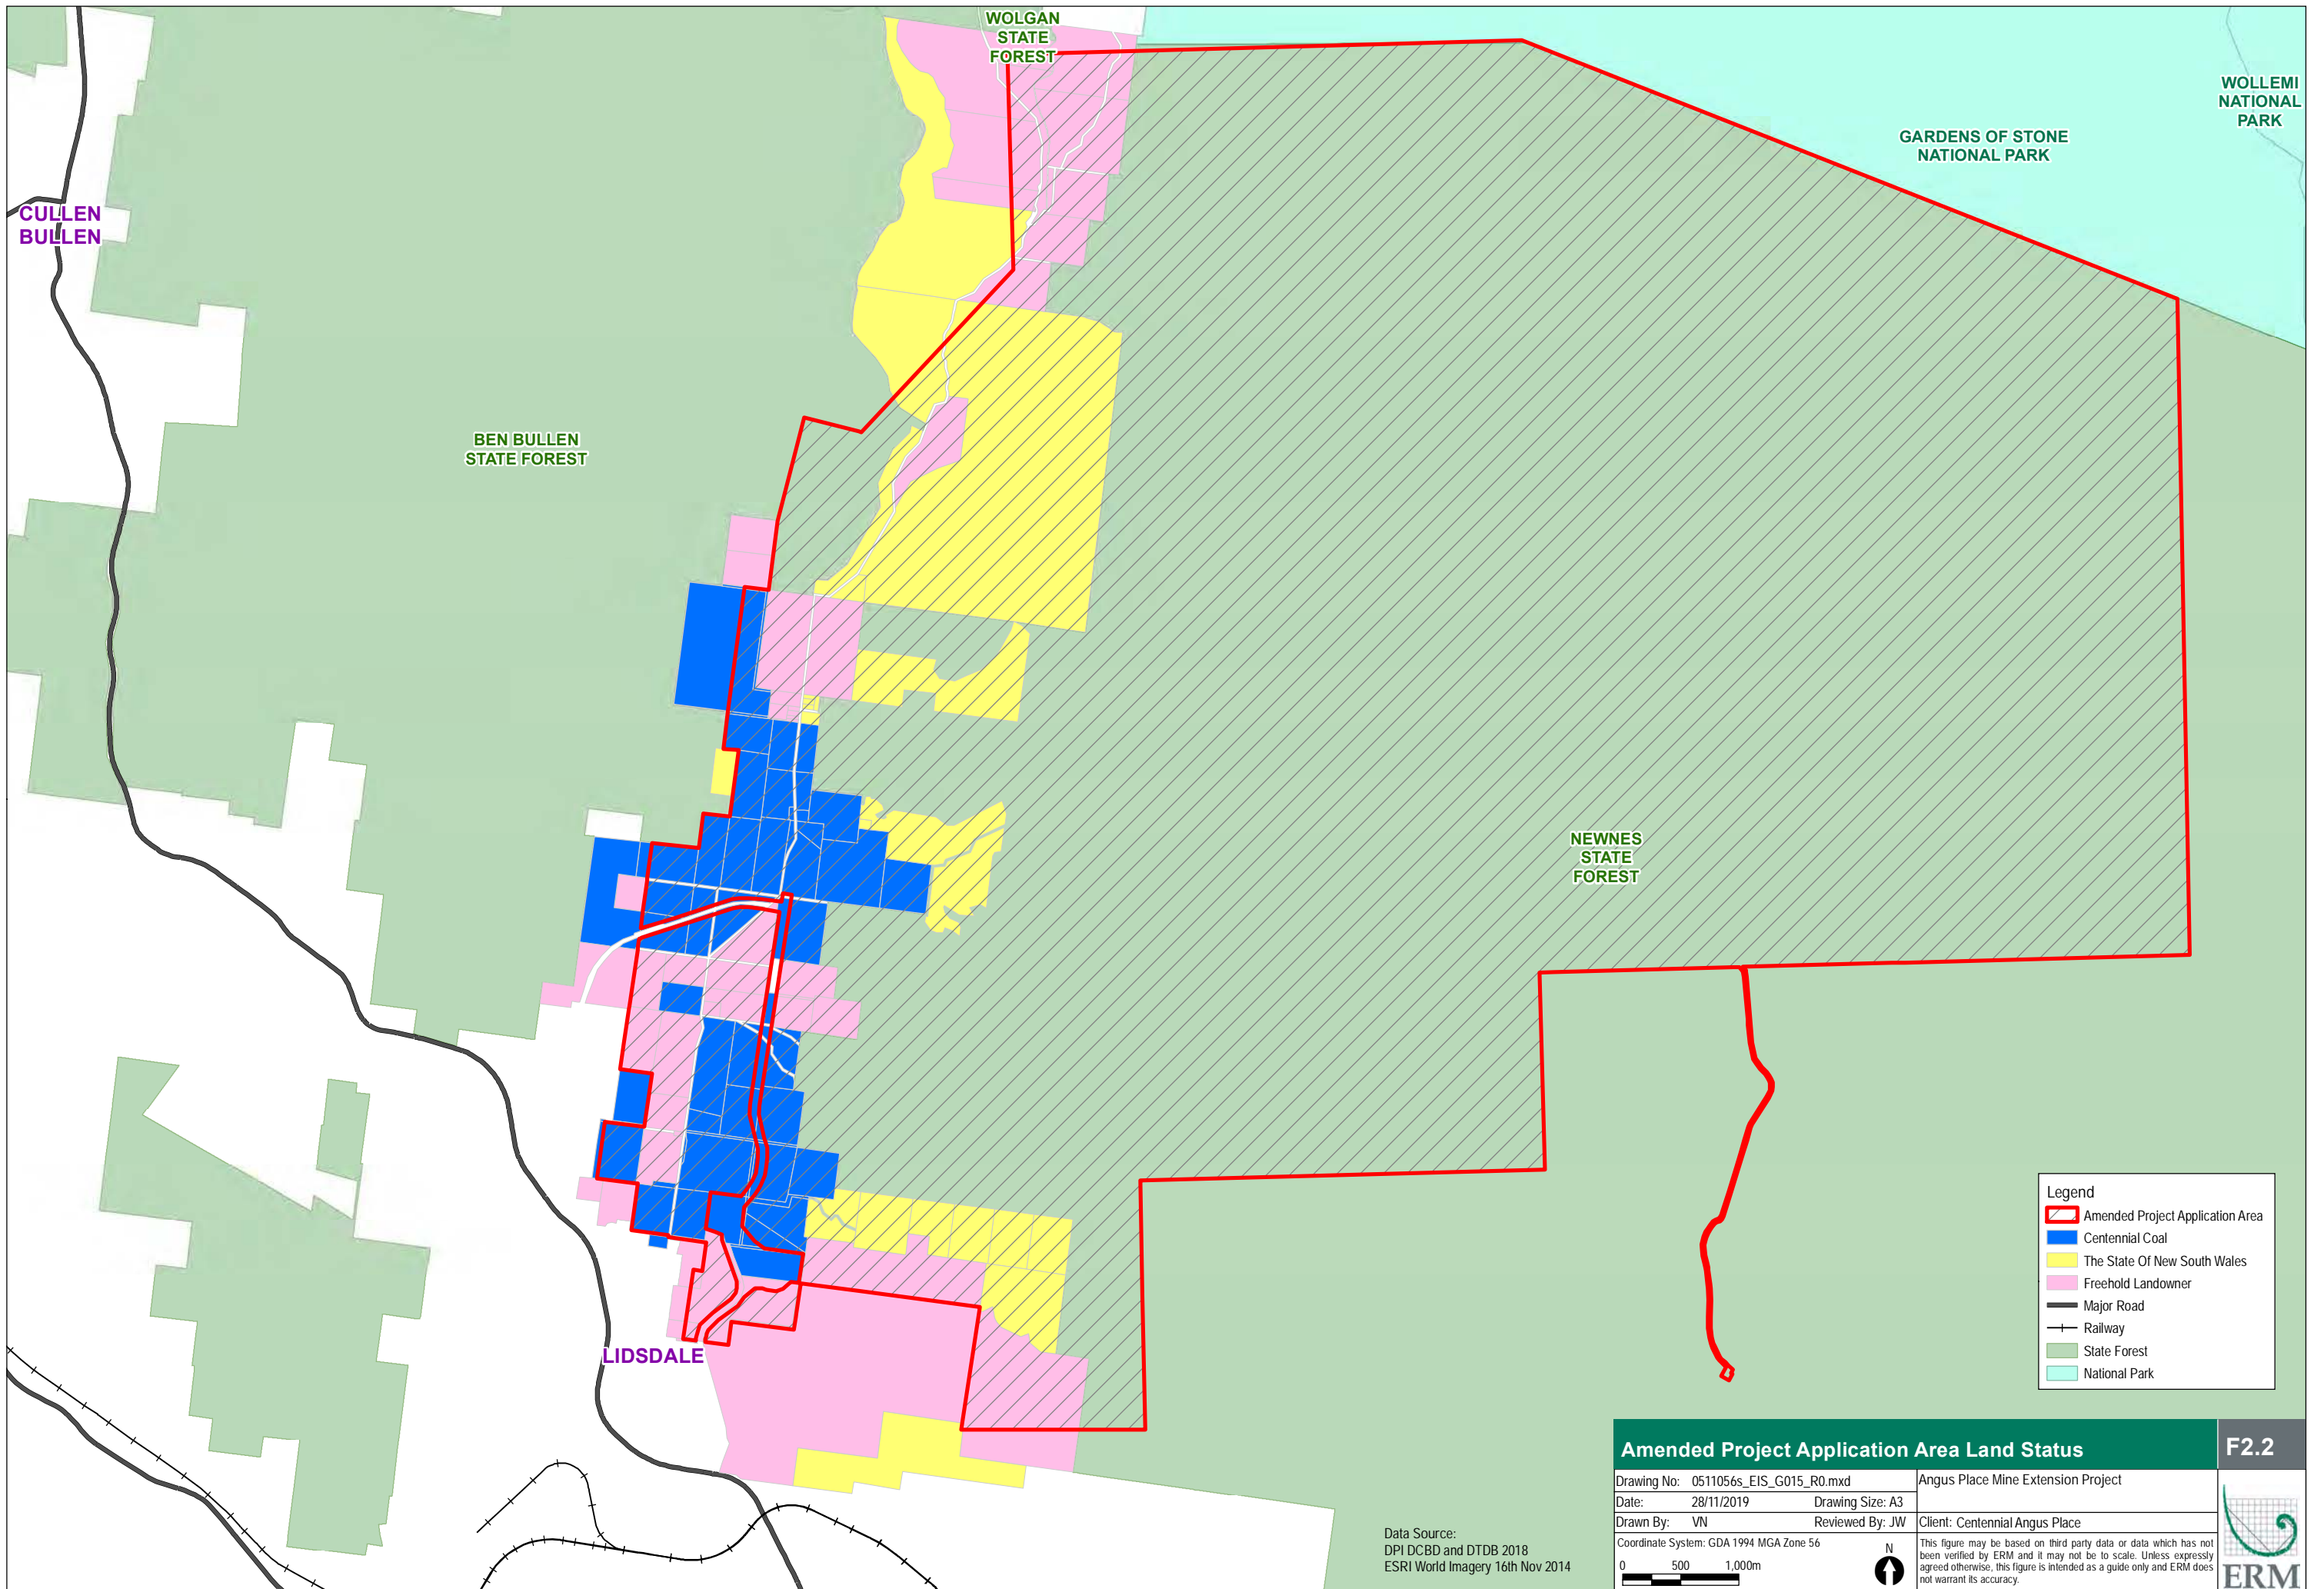 WOLGAN
STATE
FOREST
WOLLEMI
NATIONAL
PARK
GARDENS OF STONE
NATIONAL PARK
CULLEN
BULLEN
BEN BULLEN
STATE FOREST
NEWNES
STATE
FOREST
LIDSDALE
Legend
Amended Project Application Area
Centennial Coal
The State Of New South Wales
Freehold Landowner
Major Road
Railway
State Forest
National Park
Data Source:
DPI DCBD and DTDB 2018
ESRI World Imagery 16th Nov 2014
Amended Project Application Area Land Status
F2.2
Drawing No: 0511056s_EIS_G015_R0.mxd
Angus Place Mine Extension Project
Date: 28/11/2019 Drawing Size: A3
Drawn By: VN Reviewed By: JW
Client: Centennial Angus Place
Coordinate System: GDA 1994 MGA Zone 56
N
0 500 1,000m
This figure may be based on third party data or data which has not
been verified by ERM and it may not be to scale. Unless expressly
agreed otherwise, this figure is intended as a guide only and ERM does
not warrant its accuracy.
ERM